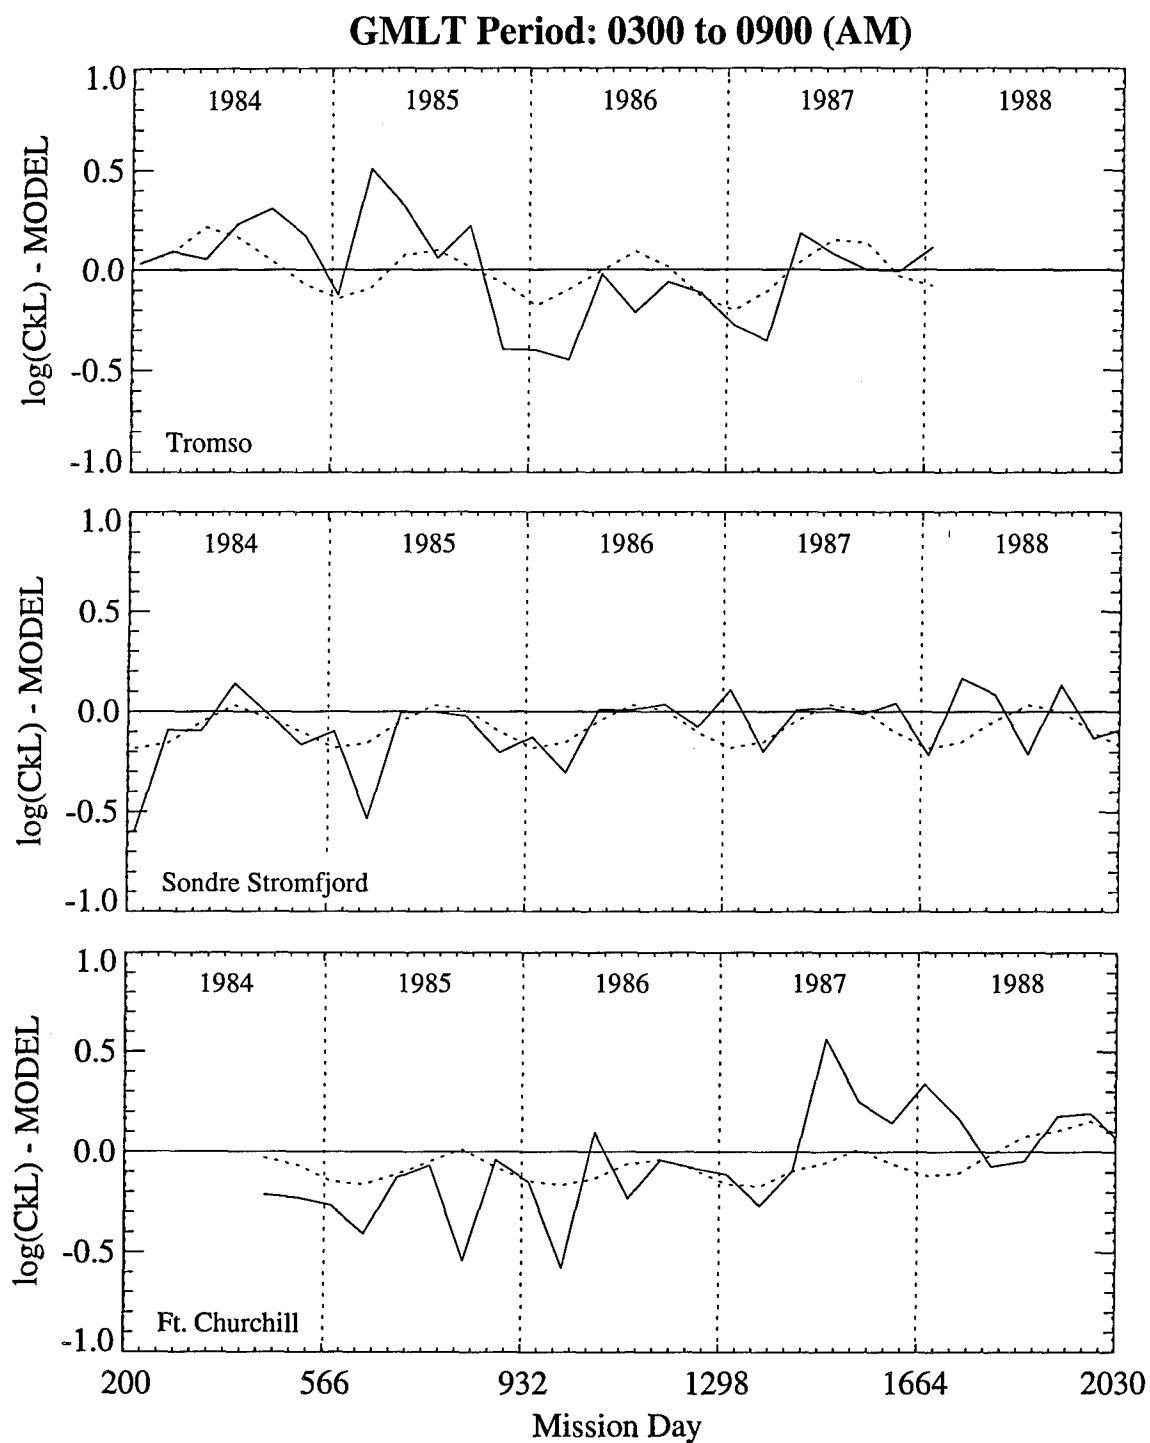 GMLT Period: 0300 to 0900 (AM)
1.0
0.5
0.0
-0.5
-1.0
log(CkL) - MODEL
1984 1985 1986 1987 1988
Tromso
1.0
0.5
0.0
-0.5
-1.0
log(CkL) - MODEL
1984 1985 1986 1987 1988
Sondre Stromfjord
1.0
0.5
0.0
-0.5
-1.0
log(CkL) - MODEL
1984 1985 1986 1987 1988
Ft. Churchill
200 566 932 1298 1664 2030
Mission Day